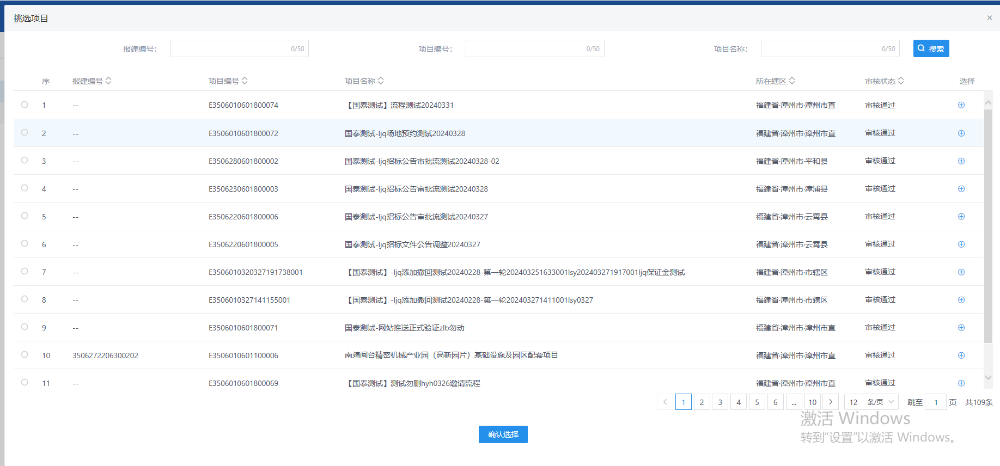 挑选项目
报建编号： 0/50 项目编号： 0/50 项目名称： 0/50 搜索
序 报建编号 项目编号 项目名称 所在辖区 审核状态 选择
1 -- E3506010601800074 【国泰测试】流程测试20240331 福建省·漳州市·漳州市直 审核通过
2 -- E3506010601800072 国泰测试-ljq场地预约测试20240328 福建省·漳州市·漳州市直 审核通过
3 -- E3506280601800002 国泰测试-ljq招标公告审批流测试20240328-02 福建省·漳州市·平和县 审核通过
4 -- E3506230601800003 国泰测试-ljq招标公告审批流测试20240328 福建省·漳州市·漳浦县 审核通过
5 -- E3506220601800006 国泰测试-ljq招标公告审批流测试20240327 福建省·漳州市·云霄县 审核通过
6 -- E3506220601800005 国泰测试-ljq招标文件公告调整20240327 福建省·漳州市·云霄县 审核通过
7 -- E3506010320327191738001 【国泰测试】-ljq添加撤回测试20240228-第一轮202403251633001lsy202403271917001ljq保证金测试 福建省·漳州市·市辖区 审核通过
8 -- E3506010327141155001 【国泰测试】-ljq添加撤回测试20240228-第一轮202403271411001lsy0327 福建省·漳州市·市辖区 审核通过
9 -- E3506010601800071 国泰测试-网站推送正式验证zlb勿动 福建省·漳州市·漳州市直 审核通过
10 3506272206300202 E3506010601100006 南靖闽台精密机械产业园（高新园片）基础设施及园区配套项目 福建省·漳州市·漳州市直 审核通过
11 -- E3506010601800069 【国泰测试】测试勿删hyh0326邀请流程 福建省·漳州市·漳州市直 审核通过
1 2 3 4 5 6 ... 10 12 条/页 跳至 1 页 共109条
激活 Windows
转到“设置”以激活 Windows。
确认选择